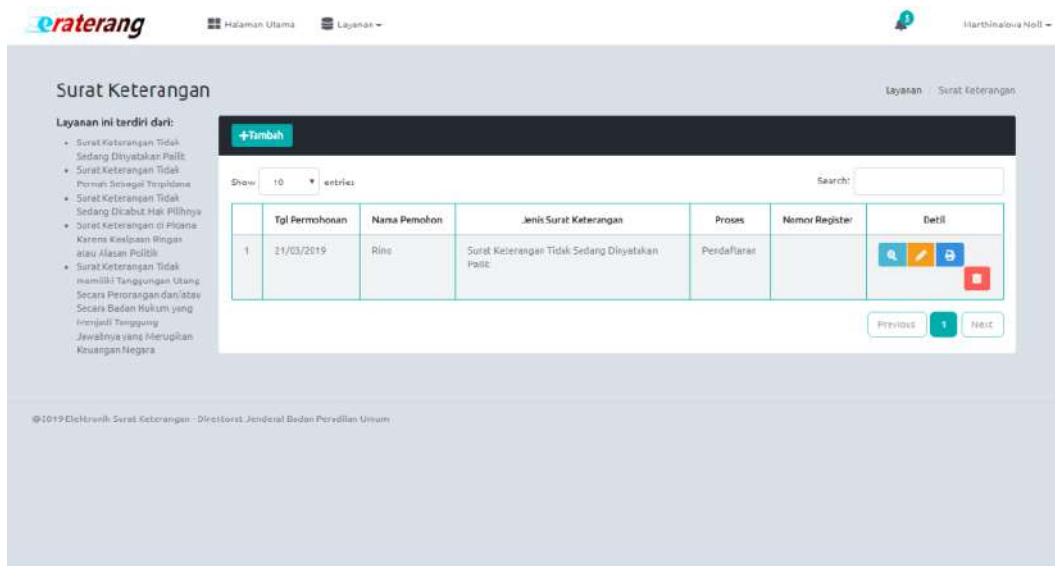 eraterang
Halaman Utama
Layanan
5
Marthinalova Noll
Surat Keterangan
Layanan / Surat Keterangan
Layanan ini terdiri dari:
Surat Keterangan Tidak
Sedang Dinyatakan Pailit
Surat Keterangan Tidak
Pernah Sebagai Terpidana
Surat Keterangan Tidak
Sedang Dicabut Hak Pilihnya
Surat Keterangan di Pidana
Karena Kealpaan Ringan
atau Alasan Politik
Surat Keterangan Tidak
memiliki Tanggungan Utang
Secara Perorangan dan/atau
Secara Badan Hukum yang
Menjadi Tanggung
Jawabnya yang Merugikan
Keuangan Negara
+Tambah
Show 10 entries
Search:
Tgl Permohonan Nama Pemohon Jenis Surat Keterangan Proses Nomor Register Detil
1 21/03/2019 Rino Surat Keterangan Tidak Sedang Dinyatakan Pendaftaran
Pailit
Previous 1 Next
@2019 Elektronik Surat Keterangan - Direktorat Jenderal Badan Peradilan Umum